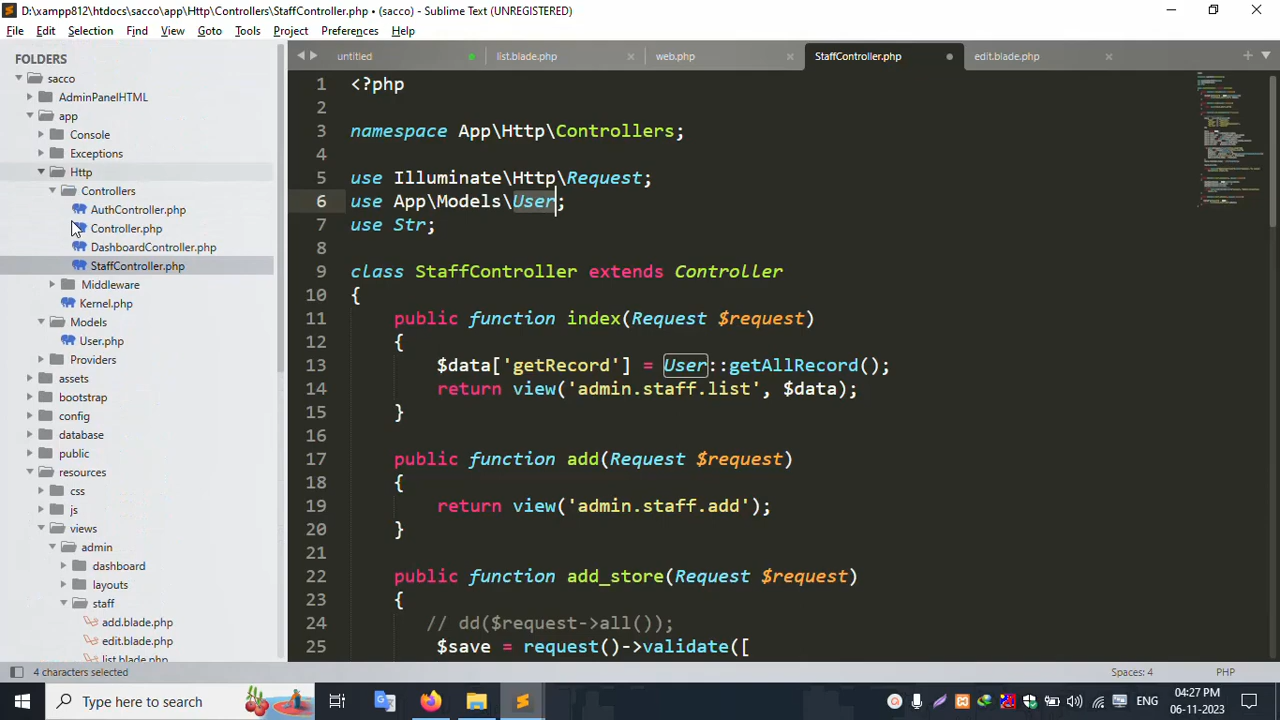 D:\xampp812\htdocs\sacco\app\Http\Controllers\StaffController.php • (sacco) - Sublime Text (UNREGISTERED)
File Edit Selection Find View Goto Tools Project Preferences Help
FOLDERS
sacco
AdminPanelHTML
app
Console
Exceptions
Http
Controllers
AuthController.php
Controller.php
DashboardController.php
StaffController.php
Middleware
Kernel.php
Models
User.php
Providers
assets
bootstrap
config
database
public
resources
css
js
views
admin
dashboard
layouts
staff
add.blade.php
edit.blade.php
list.blade.php
untitled list.blade.php web.php StaffController.php edit.blade.php
1 <?php
2
3 namespace App\Http\Controllers;
4
5 use Illuminate\Http\Request;
6 use App\Models\User;
7 use Str;
8
9 class StaffController extends Controller
10 {
11 public function index(Request $request)
12 {
13 $data['getRecord'] = User::getAllRecord();
14 return view('admin.staff.list', $data);
15 }
16
17 public function add(Request $request)
18 {
19 return view('admin.staff.add');
20 }
21
22 public function add_store(Request $request)
23 {
24 // dd($request->all());
25 $save = request()->validate([
4 characters selected Spaces: 4 PHP
Type here to search
ENG
04:27 PM
06-11-2023